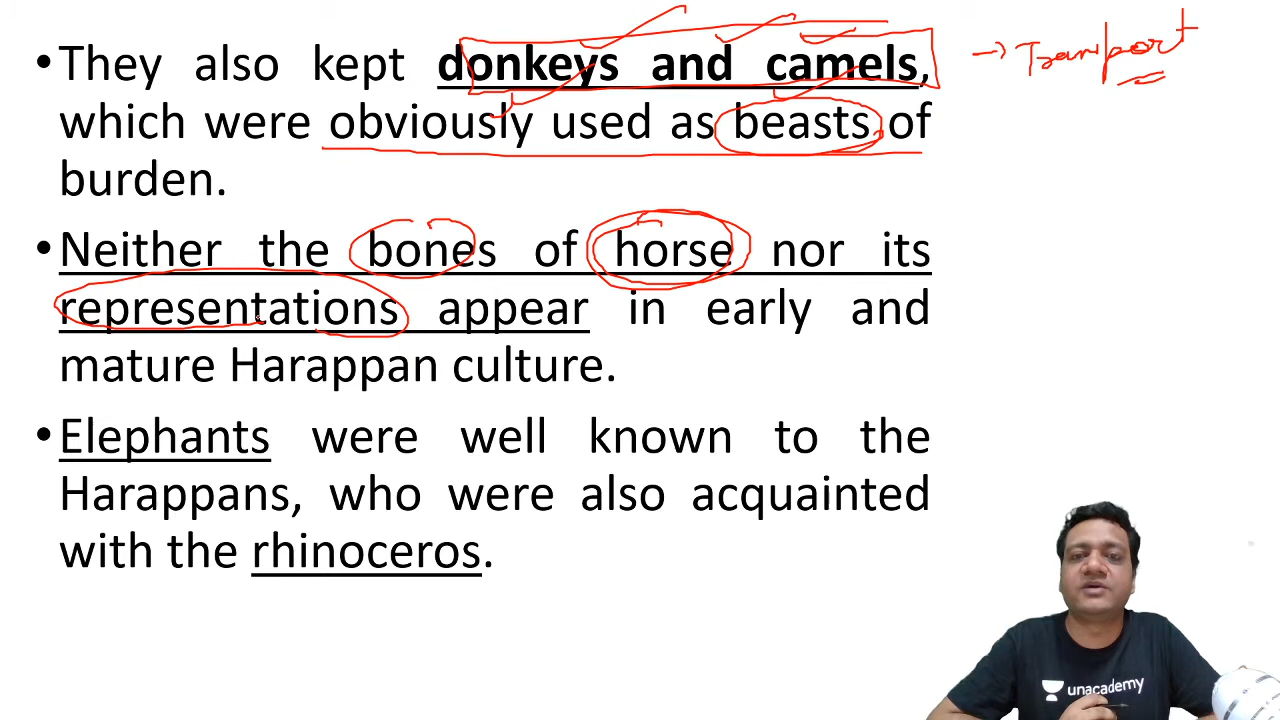 • They also kept donkeys and camels,
which were obviously used as beasts of
burden.
• Neither the bones of horse nor its
representations appear in early and
mature Harappan culture.
• Elephants were well known to the
Harappans, who were also acquainted
with the rhinoceros.
→ Transport
unacademy